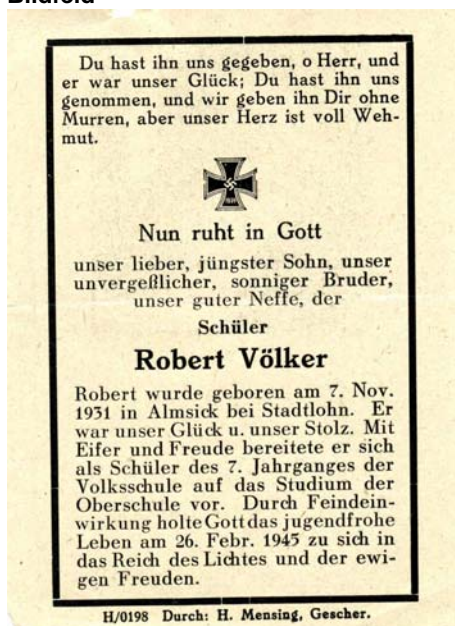 Bildfeld
Du hast ihn uns gegeben, o Herr, und
er war unser Glück; Du hast ihn uns
genommen, und wir geben ihn Dir ohne
Murren, aber unser Herz ist voll Weh-
mut.
Nun ruht in Gott
unser lieber, jüngster Sohn, unser
unvergeßlicher, sonniger Bruder,
unser guter Neffe, der
Schüler
Robert Völker
Robert wurde geboren am 7. Nov.
1931 in Almsick bei Stadtlohn. Er
war unser Glück u. unser Stolz. Mit
Eifer und Freude bereitete er sich
als Schüler des 7. Jahrganges der
Volksschule auf das Studium der
Oberschule vor. Durch Feindein-
wirkung holte Gott das jugendfrohe
Leben am 26. Febr. 1945 zu sich in
das Reich des Lichtes und der ewi-
gen Freuden.
H/0198 Durch: H. Mensing, Gescher.